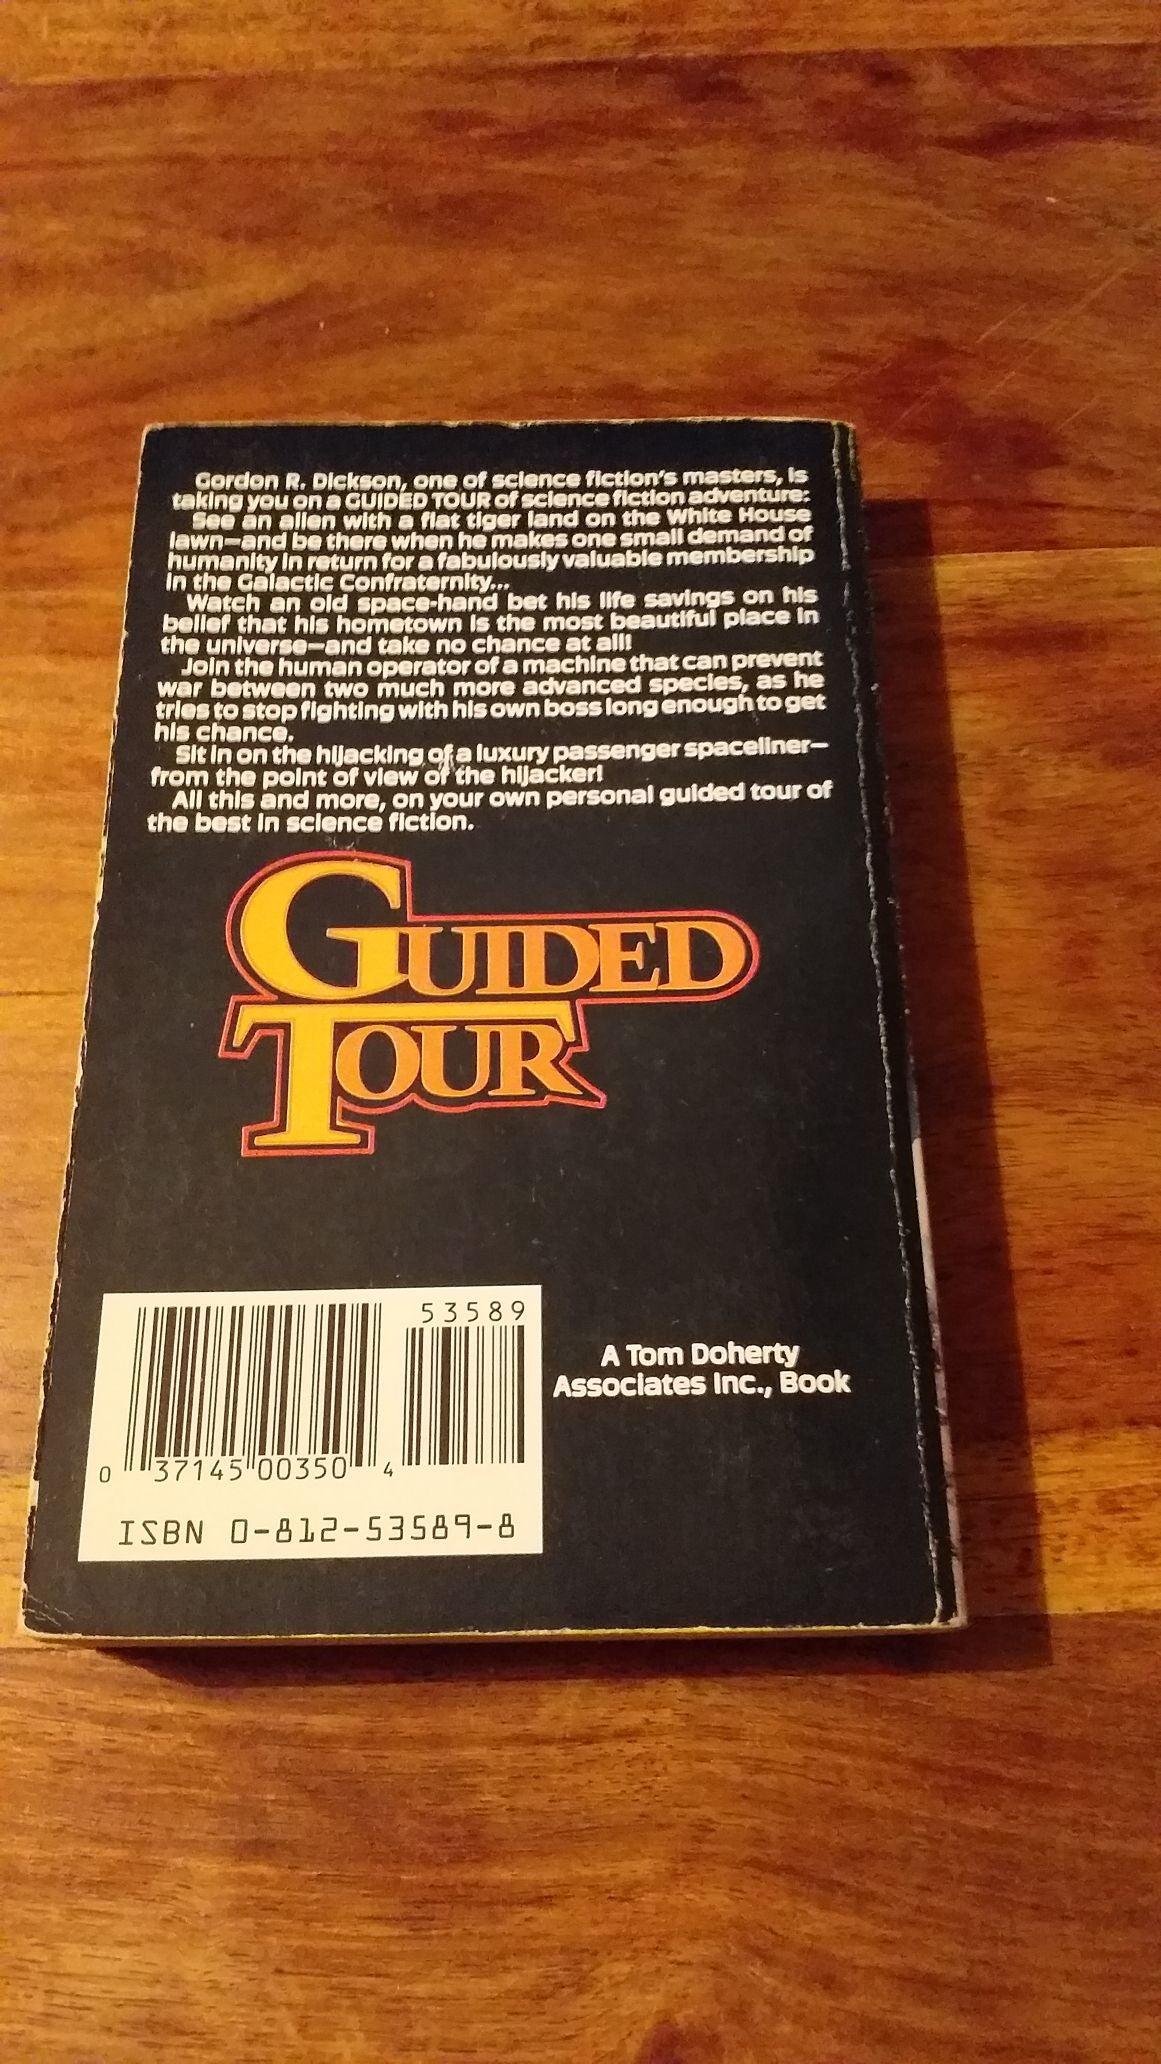 Gordon R. Dickson, one of science fiction's masters, is
taking you on a GUIDED TOUR of science fiction adventure:
See an alien with a flat tiger land on the White House
lawn—and be there when he makes one small demand of
humanity in return for a fabulously valuable membership
in the Galactic Confraternity...
Watch an old space-hand bet his life savings on his
belief that his hometown is the most beautiful place in
the universe—and take no chance at all!
Join the human operator of a machine that can prevent
war between two much more advanced species, as he
tries to stop fighting with his own boss long enough to get
his chance.
Sit in on the hijacking of a luxury passenger spaceliner—
from the point of view of the hijacker!
All this and more, on your own personal guided tour of
the best in science fiction.
GUIDED
TOUR
53589
0 37145 00350 4
ISBN 0-812-53589-8
A Tom Doherty
Associates Inc., Book